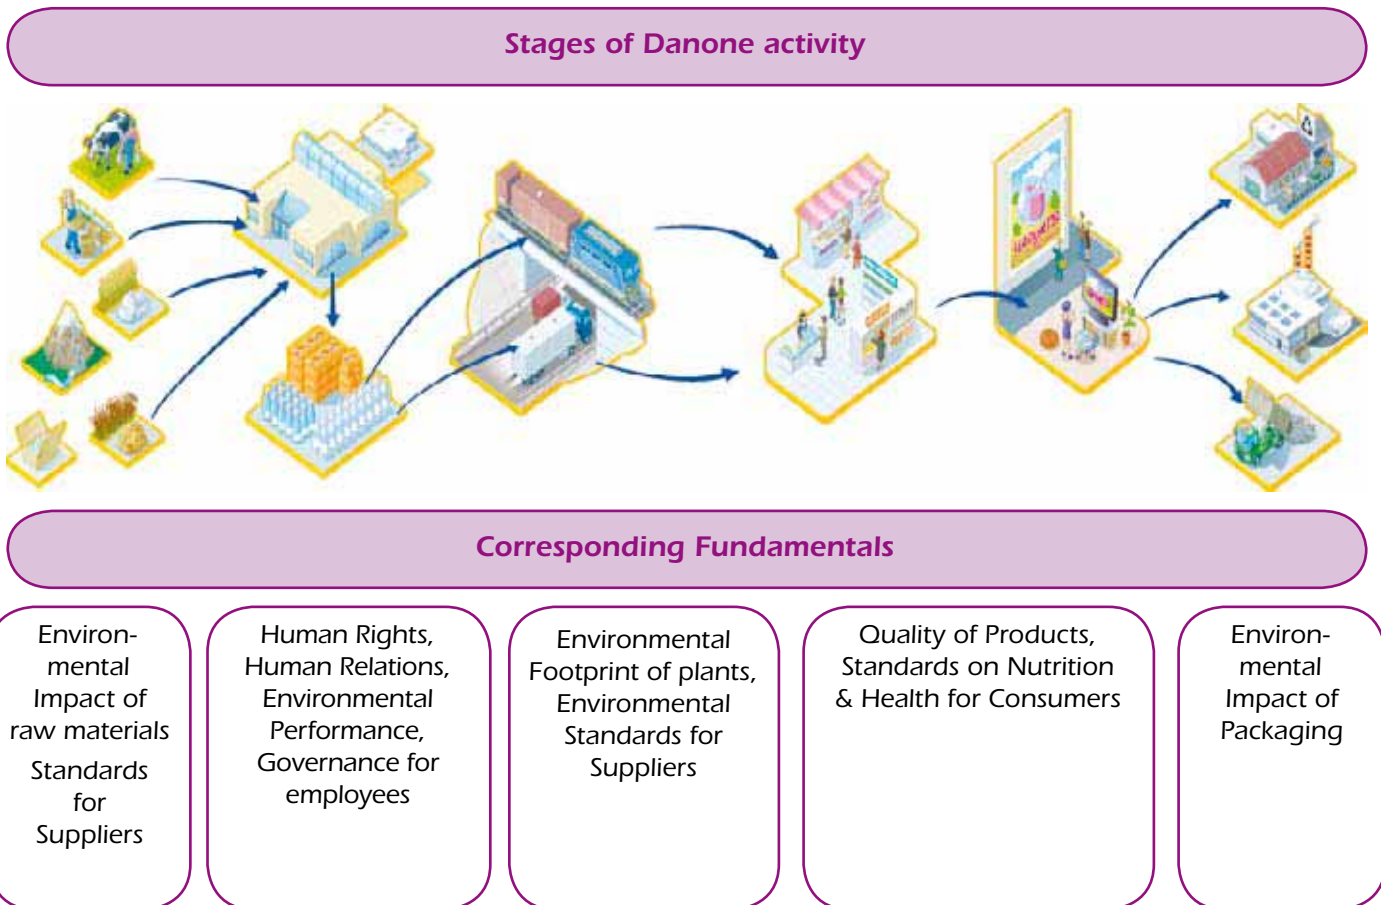 Stages of Danone activity
Corresponding Fundamentals
Environ-
mental
Impact of
raw materials
Standards
for
Suppliers
Human Rights,
Human Relations,
Environmental
Performance,
Governance for
employees
Environmental
Footprint of plants,
Environmental
Standards for
Suppliers
Quality of Products,
Standards on Nutrition
& Health for Consumers
Environ-
mental
Impact of
Packaging